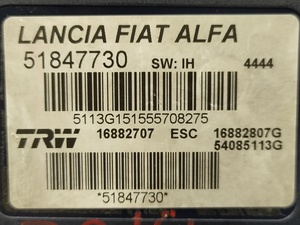 LANCIA FIAT ALFA
51847730 SW: IH 4444
5113G151555708275
TRW 16882707 ESC 16882807G
54085113G
*51847730*